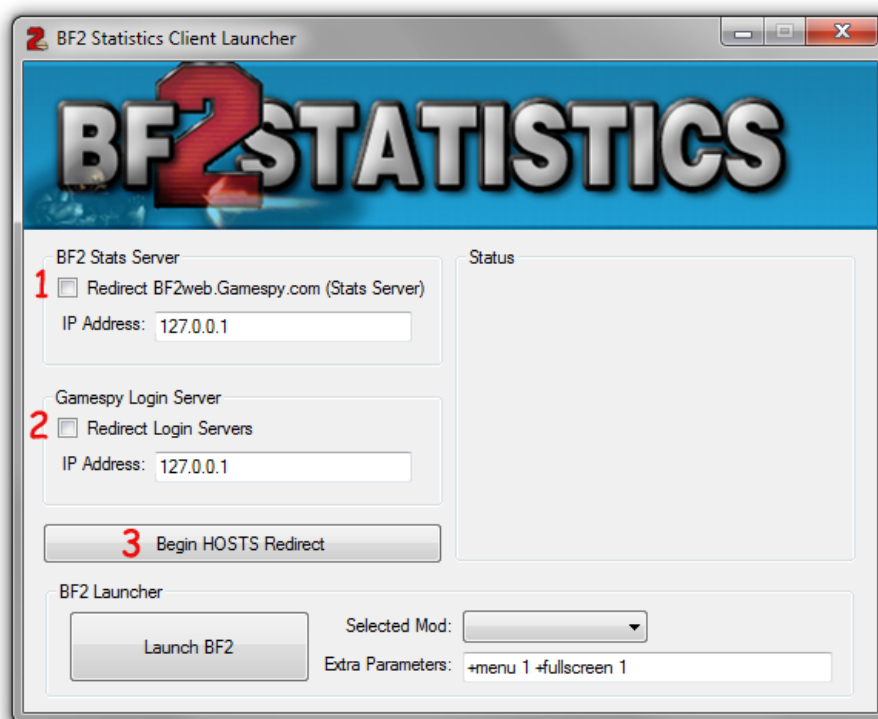 2 BF2 Statistics Client Launcher
BF2STATISTICS
BF2 Stats Server
1 Redirect BF2web.Gamespy.com (Stats Server)
IP Address: 127.0.0.1
Gamespy Login Server
2 Redirect Login Servers
IP Address: 127.0.0.1
3 Begin HOSTS Redirect
Status
BF2 Launcher
Launch BF2
Selected Mod:
Extra Parameters: +menu 1 +fullscreen 1